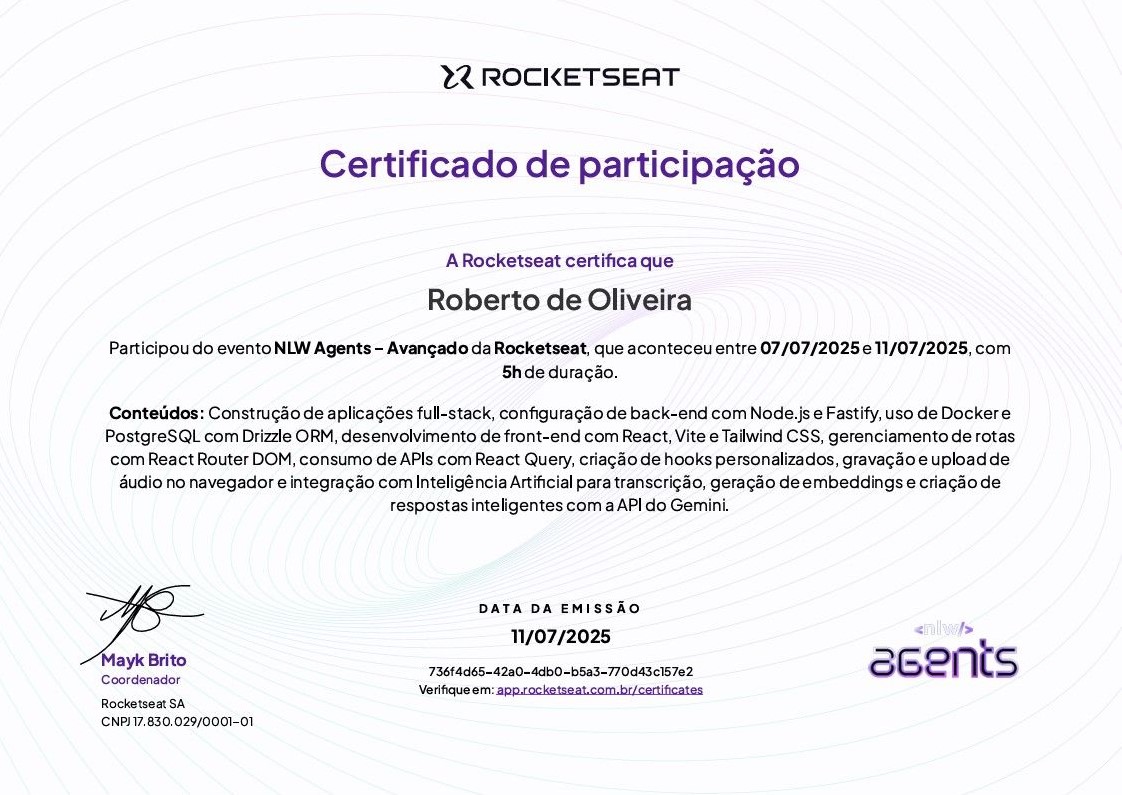 ROCKETSEAT
Certificado de participação
A Rocketseat certifica que
Roberto de Oliveira
Participou do evento NLW Agents – Avançado da Rocketseat, que aconteceu entre 07/07/2025 e 11/07/2025, com
5h de duração.
Conteúdos: Construção de aplicações full-stack, configuração de back-end com Node.js e Fastify, uso de Docker e
PostgreSQL com Drizzle ORM, desenvolvimento de front-end com React, Vite e Tailwind CSS, gerenciamento de rotas
com React Router DOM, consumo de APIs com React Query, criação de hooks personalizados, gravação e upload de
áudio no navegador e integração com Inteligência Artificial para transcrição, geração de embeddings e criação de
respostas inteligentes com a API do Gemini.
Mayk Brito
Coordenador
Rocketseat SA
CNPJ 17.830.029/0001-01
DATA DA EMISSÃO
11/07/2025
736f4d65-42a0-4db0-b5a3-770d43c157e2
Verifique em: app.rocketseat.com.br/certificates
<nlw/>
agents